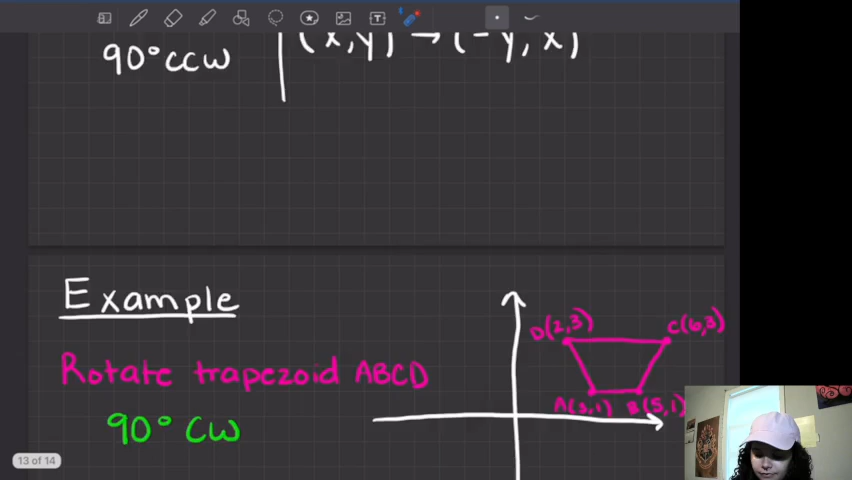 90°CCW
(x,y) → (-y, x)
Example
D(2,3)
C(6,3)
Rotate trapezoid ABCD
A(3,1)
B(5,1)
90° CW
13 of 14